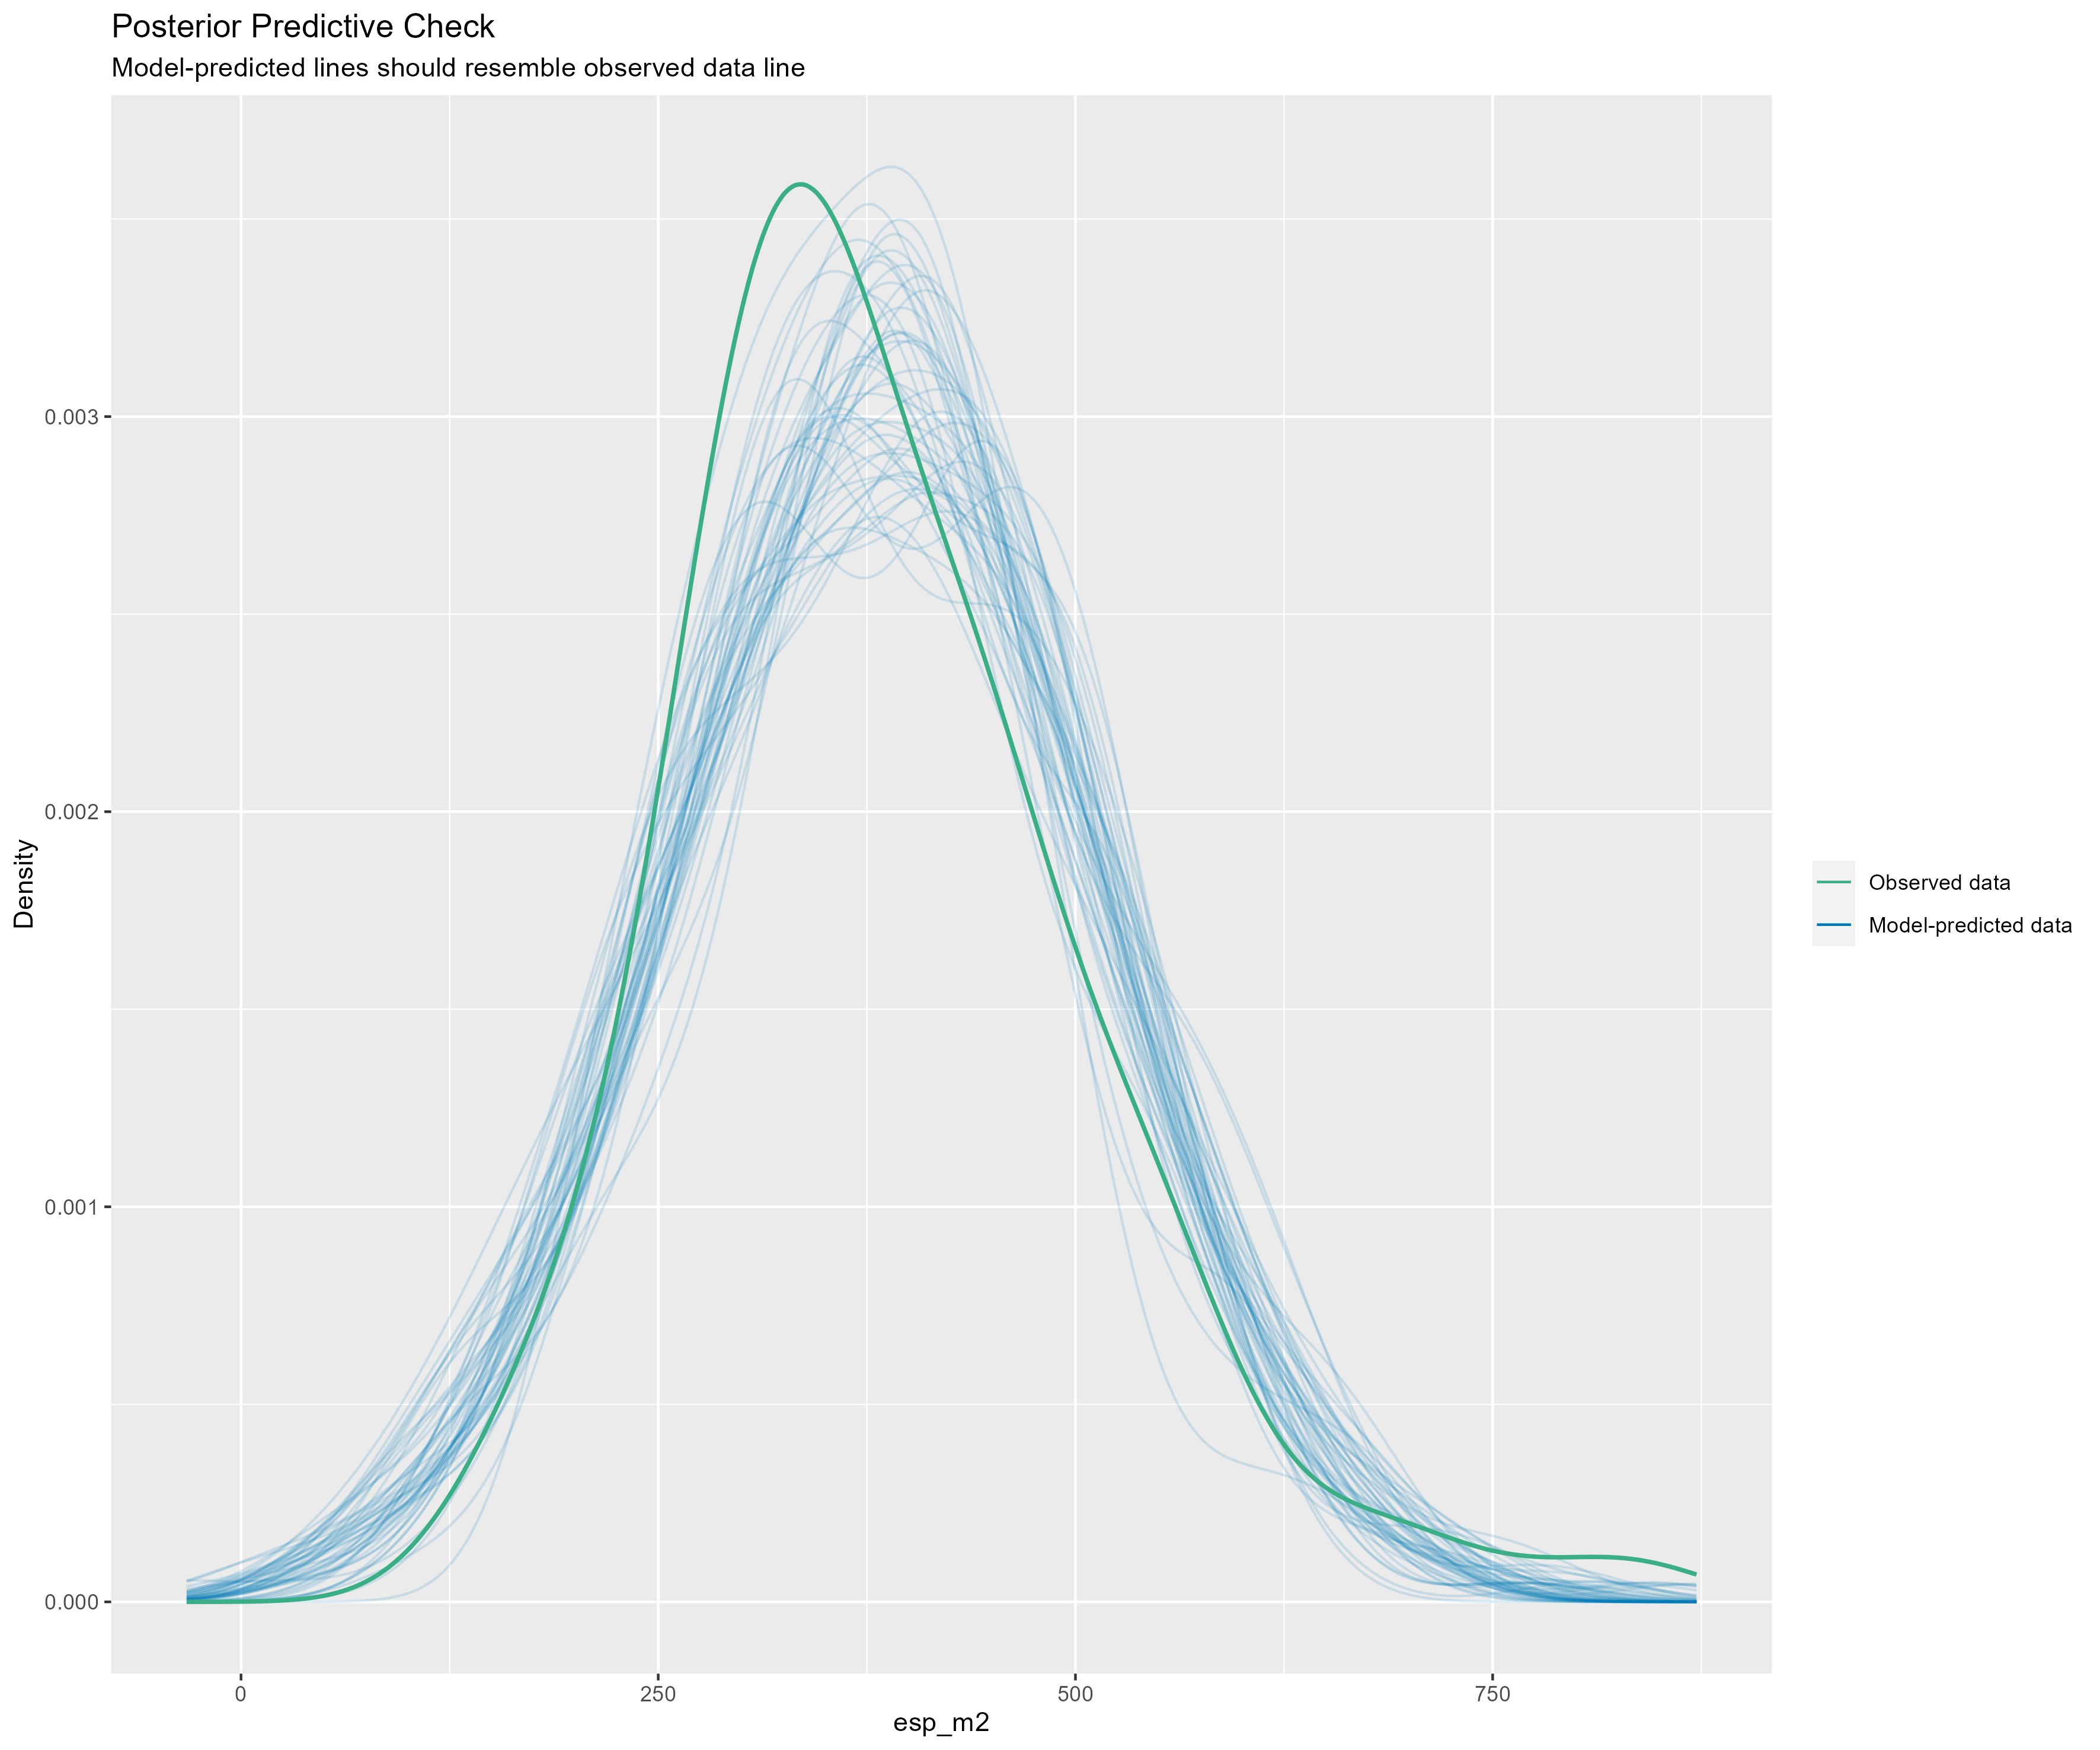 Posterior Predictive Check
Model-predicted lines should resemble observed data line
Density
0.003
0.002
0.001
0.000
0
250
500
750
esp_m2
Observed data
Model-predicted data